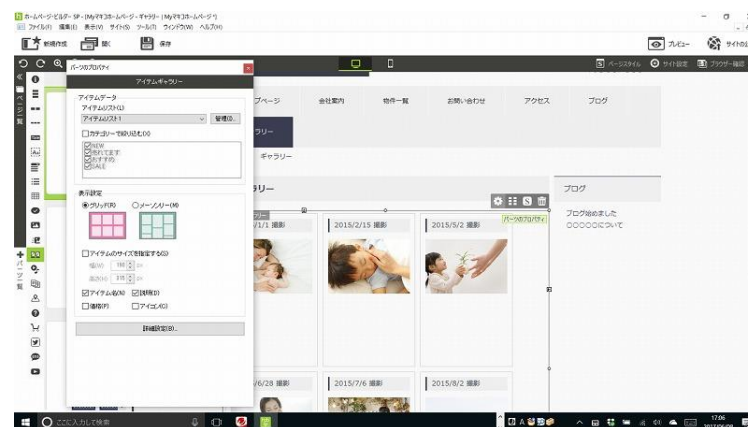 ホームページ・ビルダー SP - [Myマネコホームページ - ギャラリー | Myマネコホームページ *]
ファイル(F) 編集(E) 表示(V) サイト(S) ツール(T) ウィンドウ(W) ヘルプ(H)
新規作成 開く 保存 プレビュー
ページスタイル サイト設定 ブラウザー確認
ページ一覧
パーツ一覧
パーツのプロパティ
アイテムギャラリー
アイテムデータ
アイテムリスト(L)
アイテムリスト1 管理(I)...
カテゴリーで絞り込む(X)
NEW
売れてます
おすすめ
SALE
表示設定
グリッド(R) メーソンリー(M)
アイテムのサイズを指定する(S)
幅(W) px
高さ(H) px
アイテム名(N) 説明(D)
価格(F) アイコン(C)
詳細設定(B)...
会社案内 物件一覧 お問い合わせ アクセス ブログ
ギャラリー
パーツのプロパティ
/1/1 撮影 2015/2/15 撮影 2015/5/2 撮影
/6/28 撮影 2015/7/6 撮影 2015/8/2 撮影
ブログ
ブログ始めました
○○○○○について
ここに入力して検索
17:06
2017/06/08